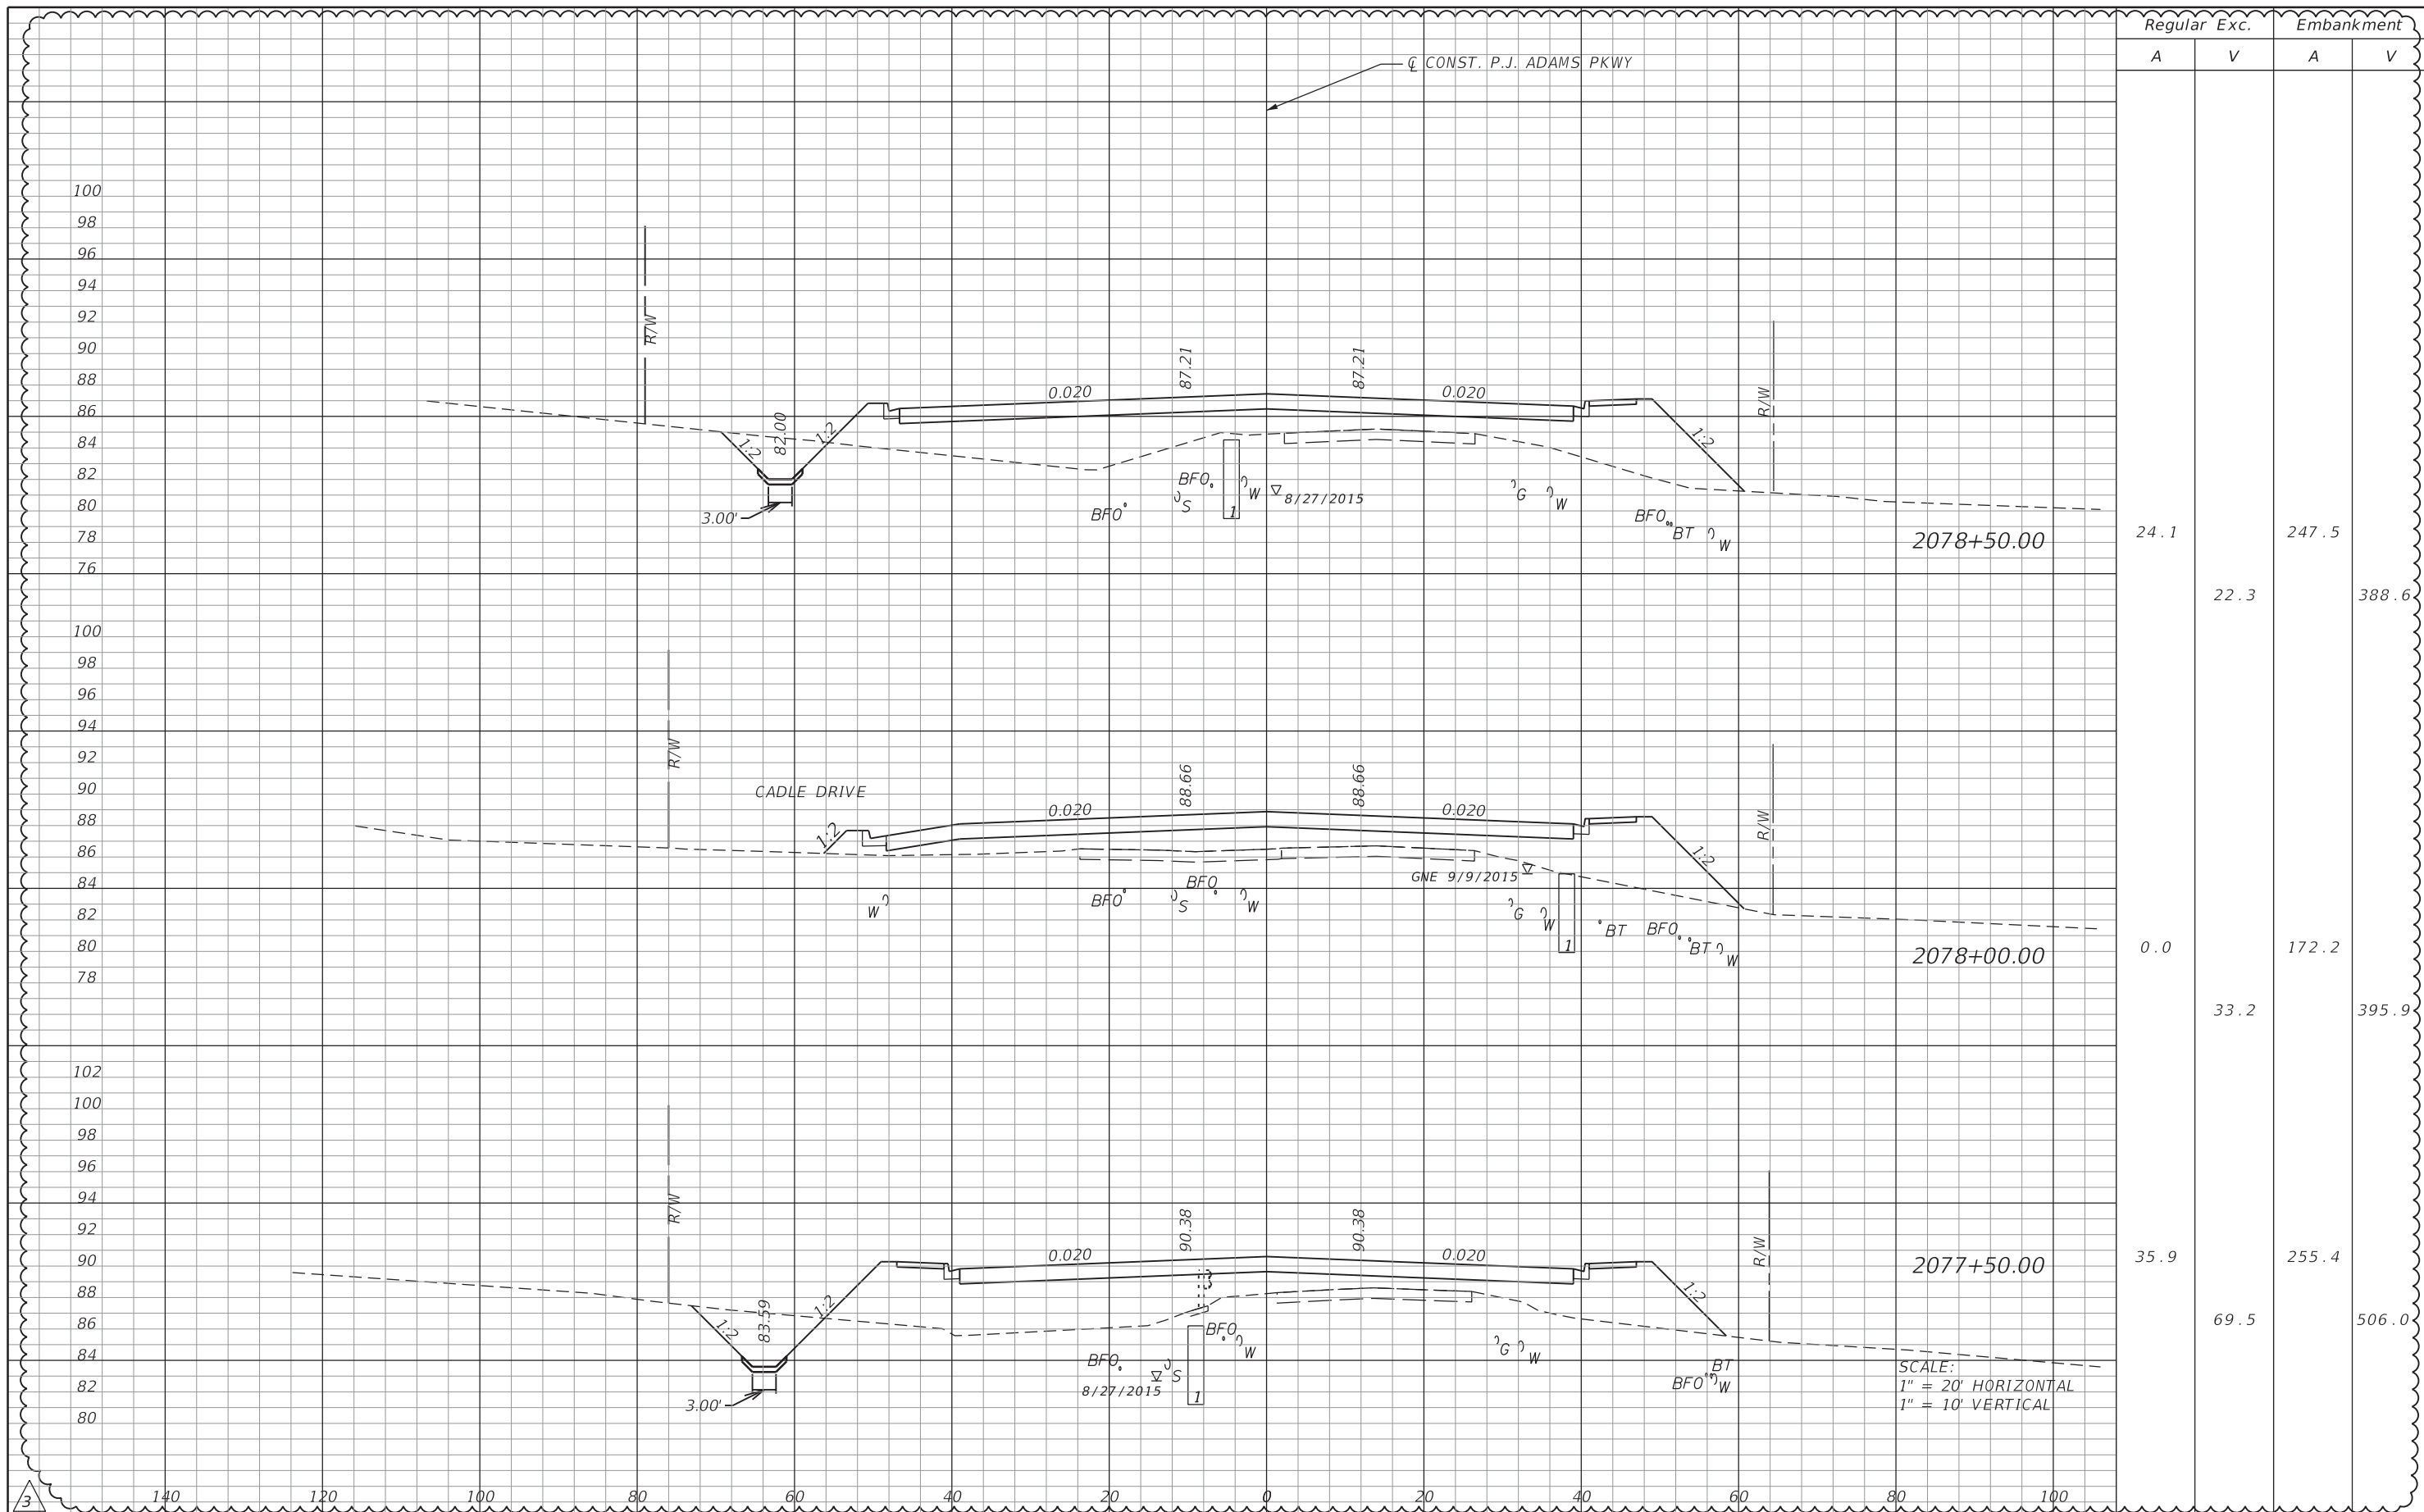 Regular Exc. Embankment
A V A V
℄ CONST. P.J. ADAMS PKWY
100
98
96
94
92
90
88
86
84
82
80
78
76
R/W
1:2
82.00
1:2
3.00'
0.020
87.21
87.21
0.020
1:2
R/W
BFO
BFO
S
1
W
8/27/2015
G
W
BFO
BT
W
2078+50.00
24.1 247.5
22.3 388.6
100
98
96
94
92
90
88
86
84
82
80
78
R/W
CADLE DRIVE
1:2
0.020
88.66
88.66
0.020
1:2
R/W
W
BFO
S
BFO
W
GNE 9/9/2015
G
W
1
BT
BFO
BT
W
2078+00.00
0.0 172.2
33.2 395.9
102
100
98
96
94
92
90
88
86
84
82
80
R/W
1:2
83.59
1:2
3.00'
0.020
90.38
90.38
0.020
1:2
R/W
BFO
8/27/2015
S
1
BFO
W
G
W
BT
BFO
W
2077+50.00
35.9 255.4
69.5 506.0
SCALE:
1" = 20' HORIZONTAL
1" = 10' VERTICAL
3
140 120 100 80 60 40 20 0 20 40 60 80 100